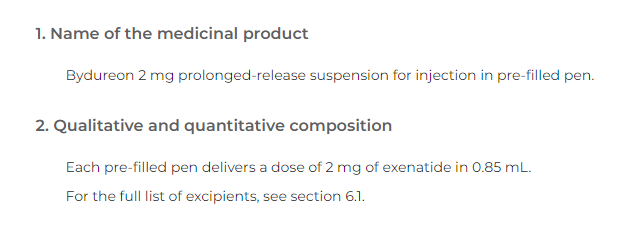 1. Name of the medicinal product
Bydureon 2 mg prolonged-release suspension for injection in pre-filled pen.
2. Qualitative and quantitative composition
Each pre-filled pen delivers a dose of 2 mg of exenatide in 0.85 mL.
For the full list of excipients, see section 6.1.